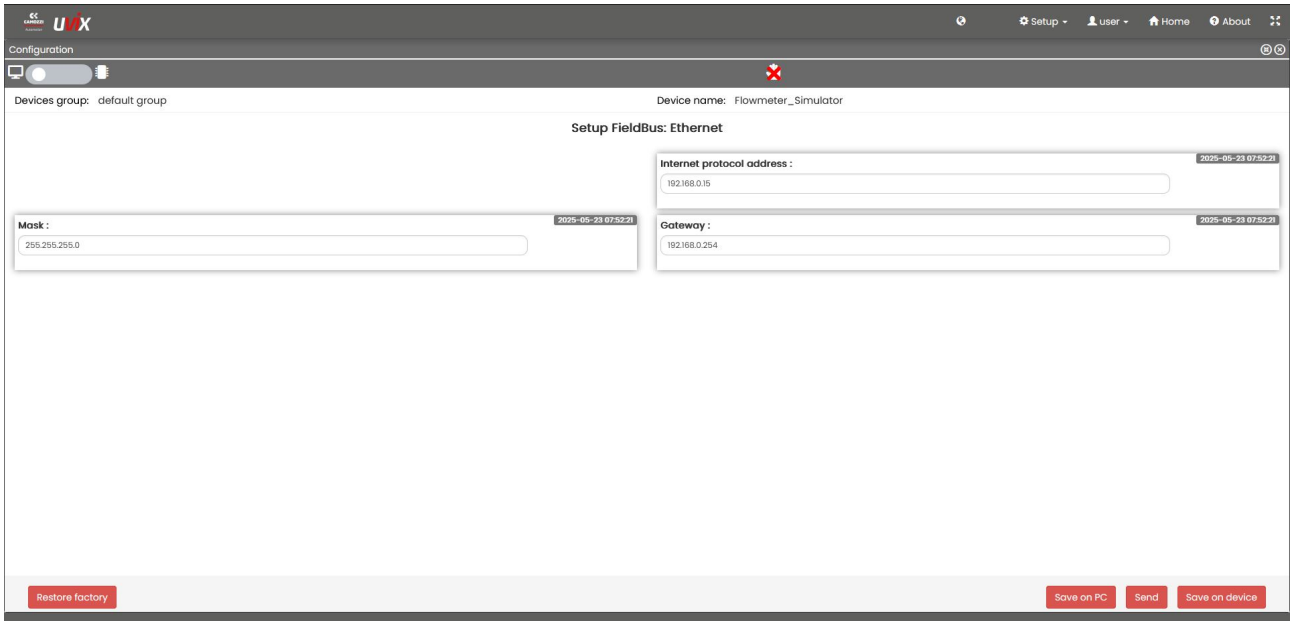 CAMOZZI
UVIX
Setup
user
Home
About
Configuration
Devices group: default group
Device name: Flowmeter_Simulator
Setup FieldBus: Ethernet
Internet protocol address :
2025-05-23 07:52:21
192.168.0.15
Mask :
2025-05-23 07:52:21
255.255.255.0
Gateway :
2025-05-23 07:52:21
192.168.0.254
Restore factory
Save on PC
Send
Save on device